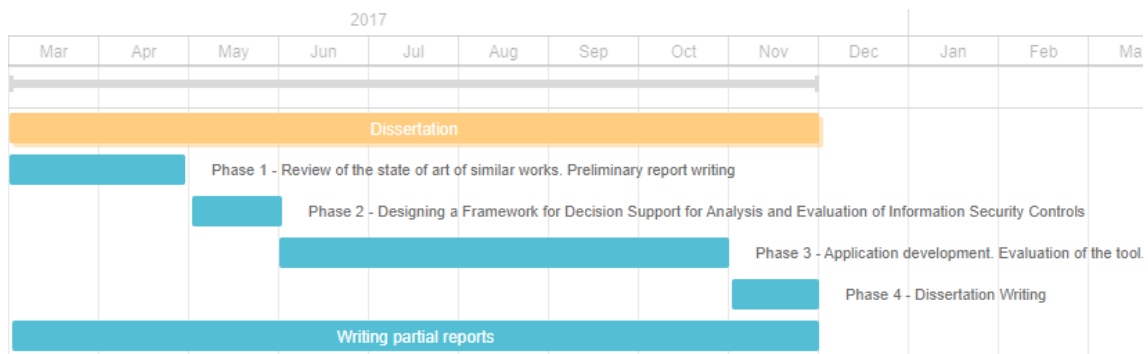 2017
Mar Apr May Jun Jul Aug Sep Oct Nov Dec Jan Feb Ma
Dissertation
Phase 1 - Review of the state of art of similar works. Preliminary report writing
Phase 2 - Designing a Framework for Decision Support for Analysis and Evaluation of Information Security Controls
Phase 3 - Application development. Evaluation of the tool.
Phase 4 - Dissertation Writing
Writing partial reports